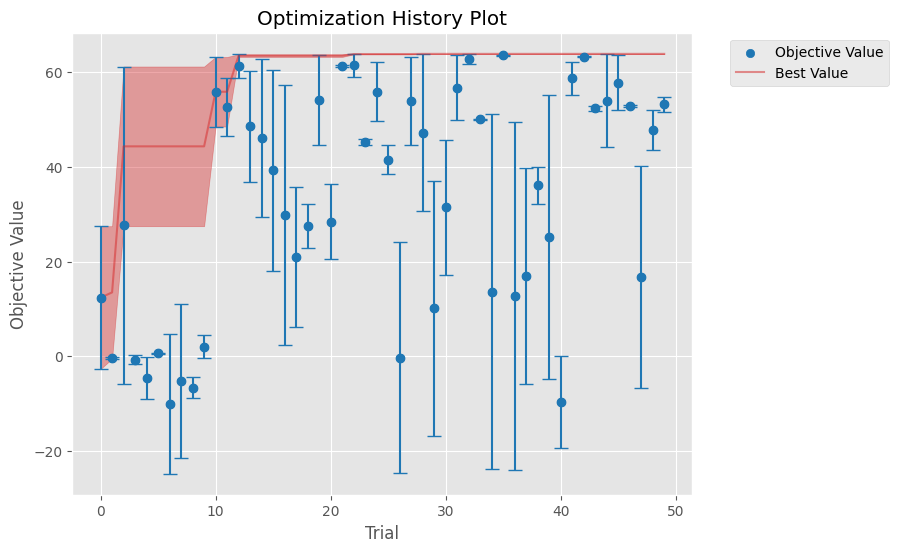 Optimization History Plot
Objective Value
Best Value
Objective Value
60
40
20
0
−20
0 10 20 30 40 50
Trial